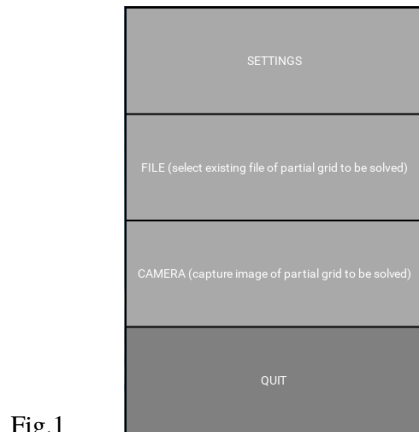 SETTINGS
FILE (select existing file of partial grid to be solved)
CAMERA (capture image of partial grid to be solved)
QUIT
Fig.1